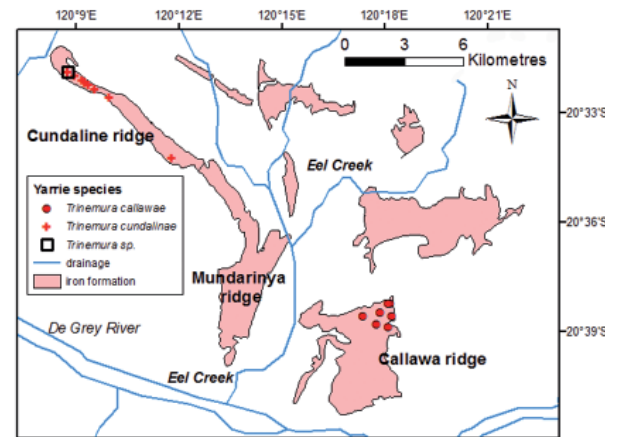 120°9'E 120°12'E 120°15'E 120°18'E 120°21'E
0 3 6
Kilometres
N
20°33'S
Cundaline ridge
Eel Creek
Yarrie species
Trinemura callawae
Trinemura cundalinae
Trinemura sp.
drainage
Iron formation
20°36'S
Mundarinya
ridge
De Grey River
20°39'S
Callawa ridge
Eel Creek